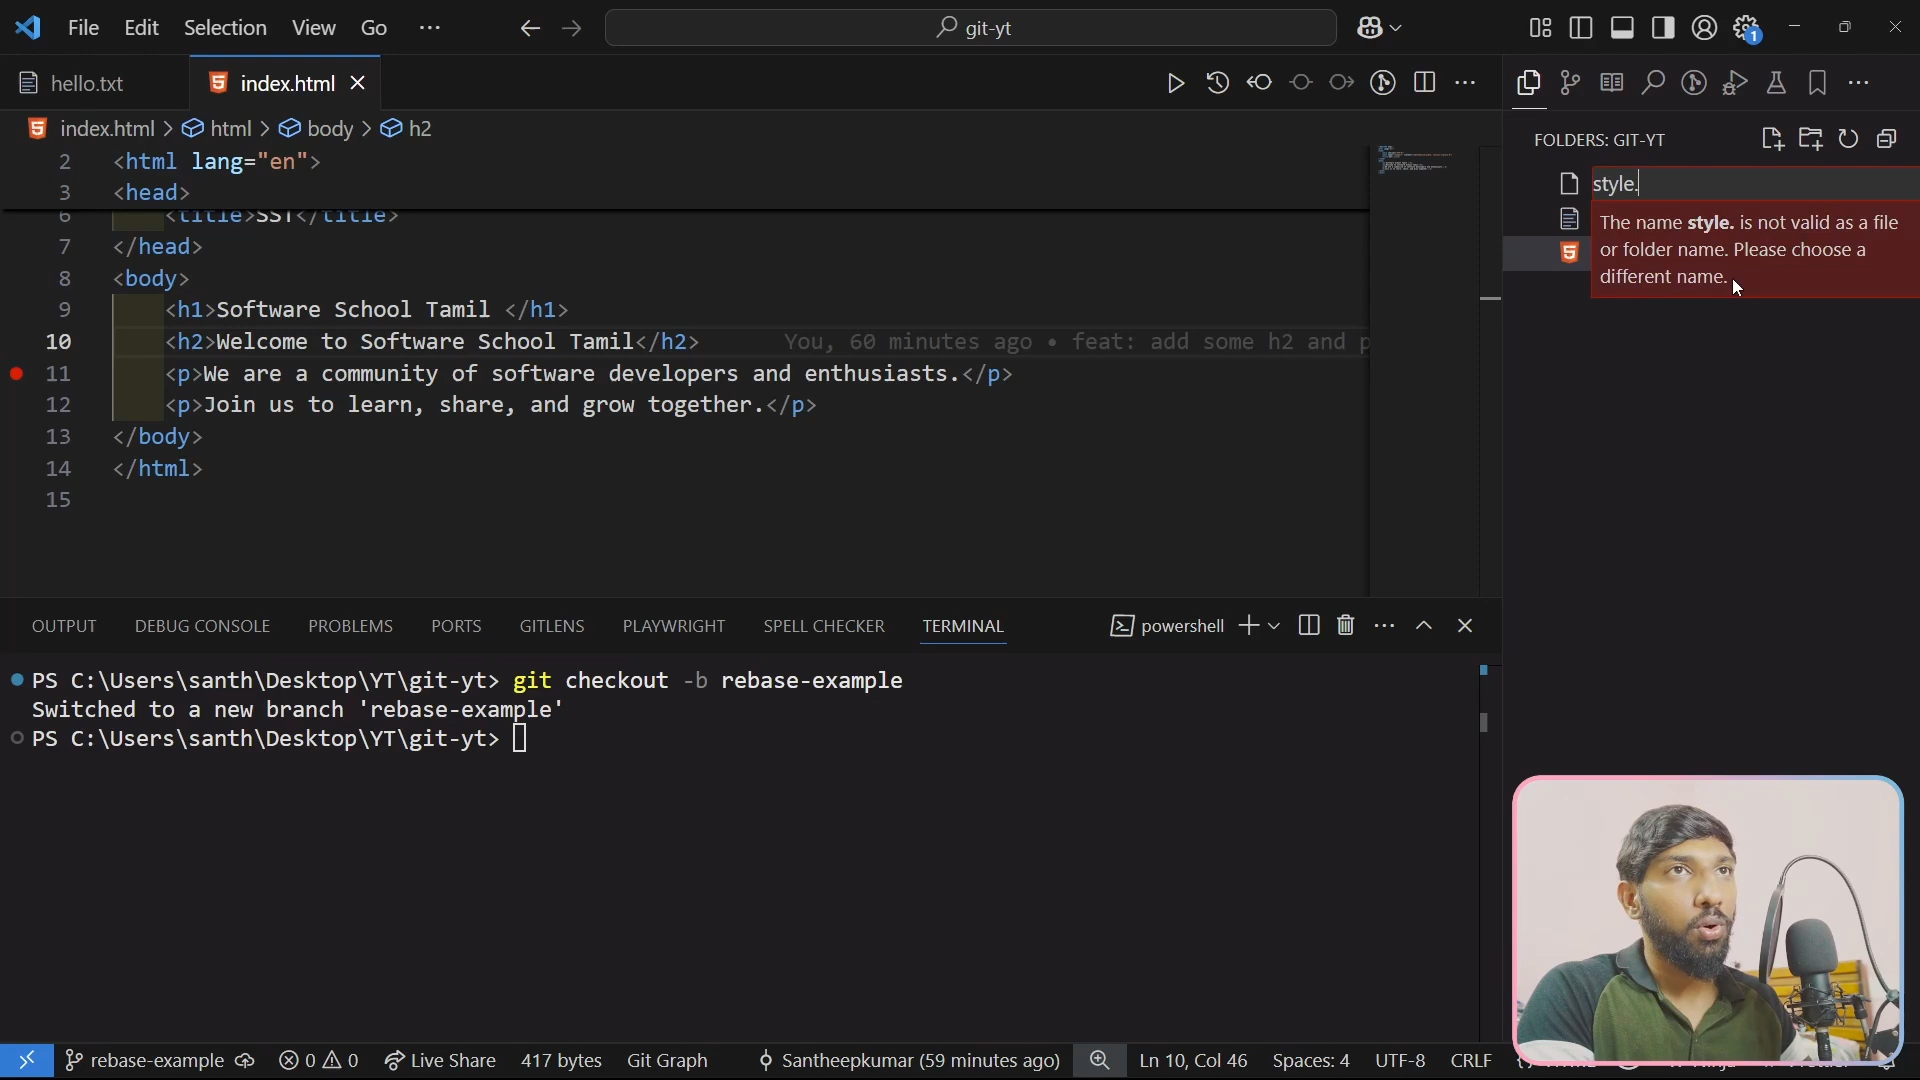 File Edit Selection View Go ···
git-yt
1
hello.txt
index.html
index.html > html > body > h2
2 <html lang="en">
3 <head>
6 <title>SST</title>
7 </head>
8 <body>
9 <h1>Software School Tamil </h1>
10 <h2>Welcome to Software School Tamil</h2> You, 60 minutes ago • feat: add some h2 and p
11 <p>We are a community of software developers and enthusiasts.</p>
12 <p>Join us to learn, share, and grow together.</p>
13 </body>
14 </html>
15
FOLDERS: GIT-YT
style.
The name style. is not valid as a file
or folder name. Please choose a
different name.
OUTPUT DEBUG CONSOLE PROBLEMS PORTS GITLENS PLAYWRIGHT SPELL CHECKER TERMINAL
powershell
PS C:\Users\santh\Desktop\YT\git-yt> git checkout -b rebase-example
Switched to a new branch 'rebase-example'
PS C:\Users\santh\Desktop\YT\git-yt>
rebase-example 0 0 Live Share 417 bytes Git Graph Santheepkumar (59 minutes ago) Ln 10, Col 46 Spaces: 4 UTF-8 CRLF